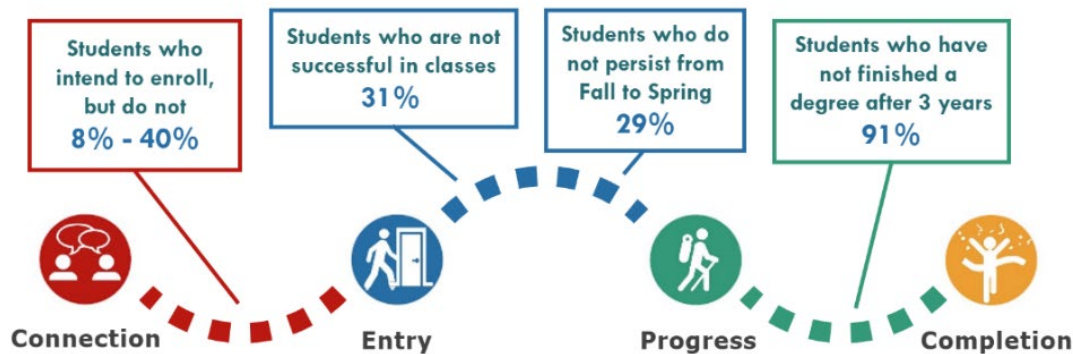 Students who
intend to enroll,
but do not
8% - 40%
Students who are not
successful in classes
31%
Students who do
not persist from
Fall to Spring
29%
Students who have
not finished a
degree after 3 years
91%
Connection
Entry
Progress
Completion